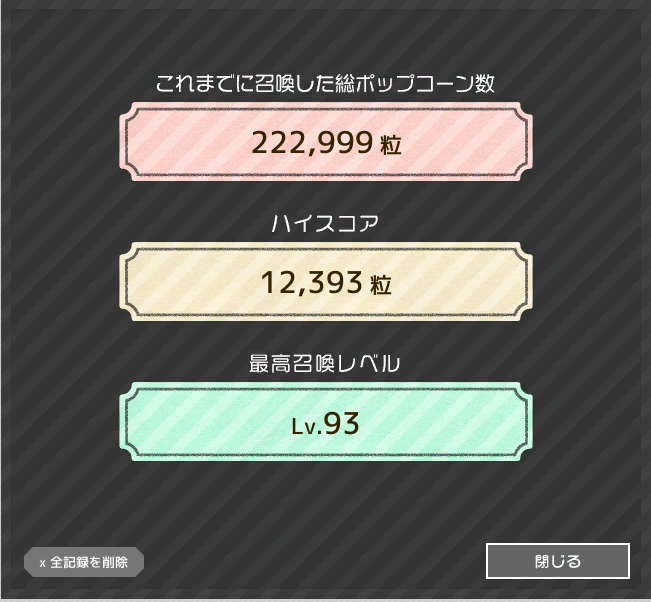 これまでに召喚した総ポップコーン数
222,999 粒
ハイスコア
12,393 粒
最高召喚レベル
Lv.93
x 全記録を削除
閉じる